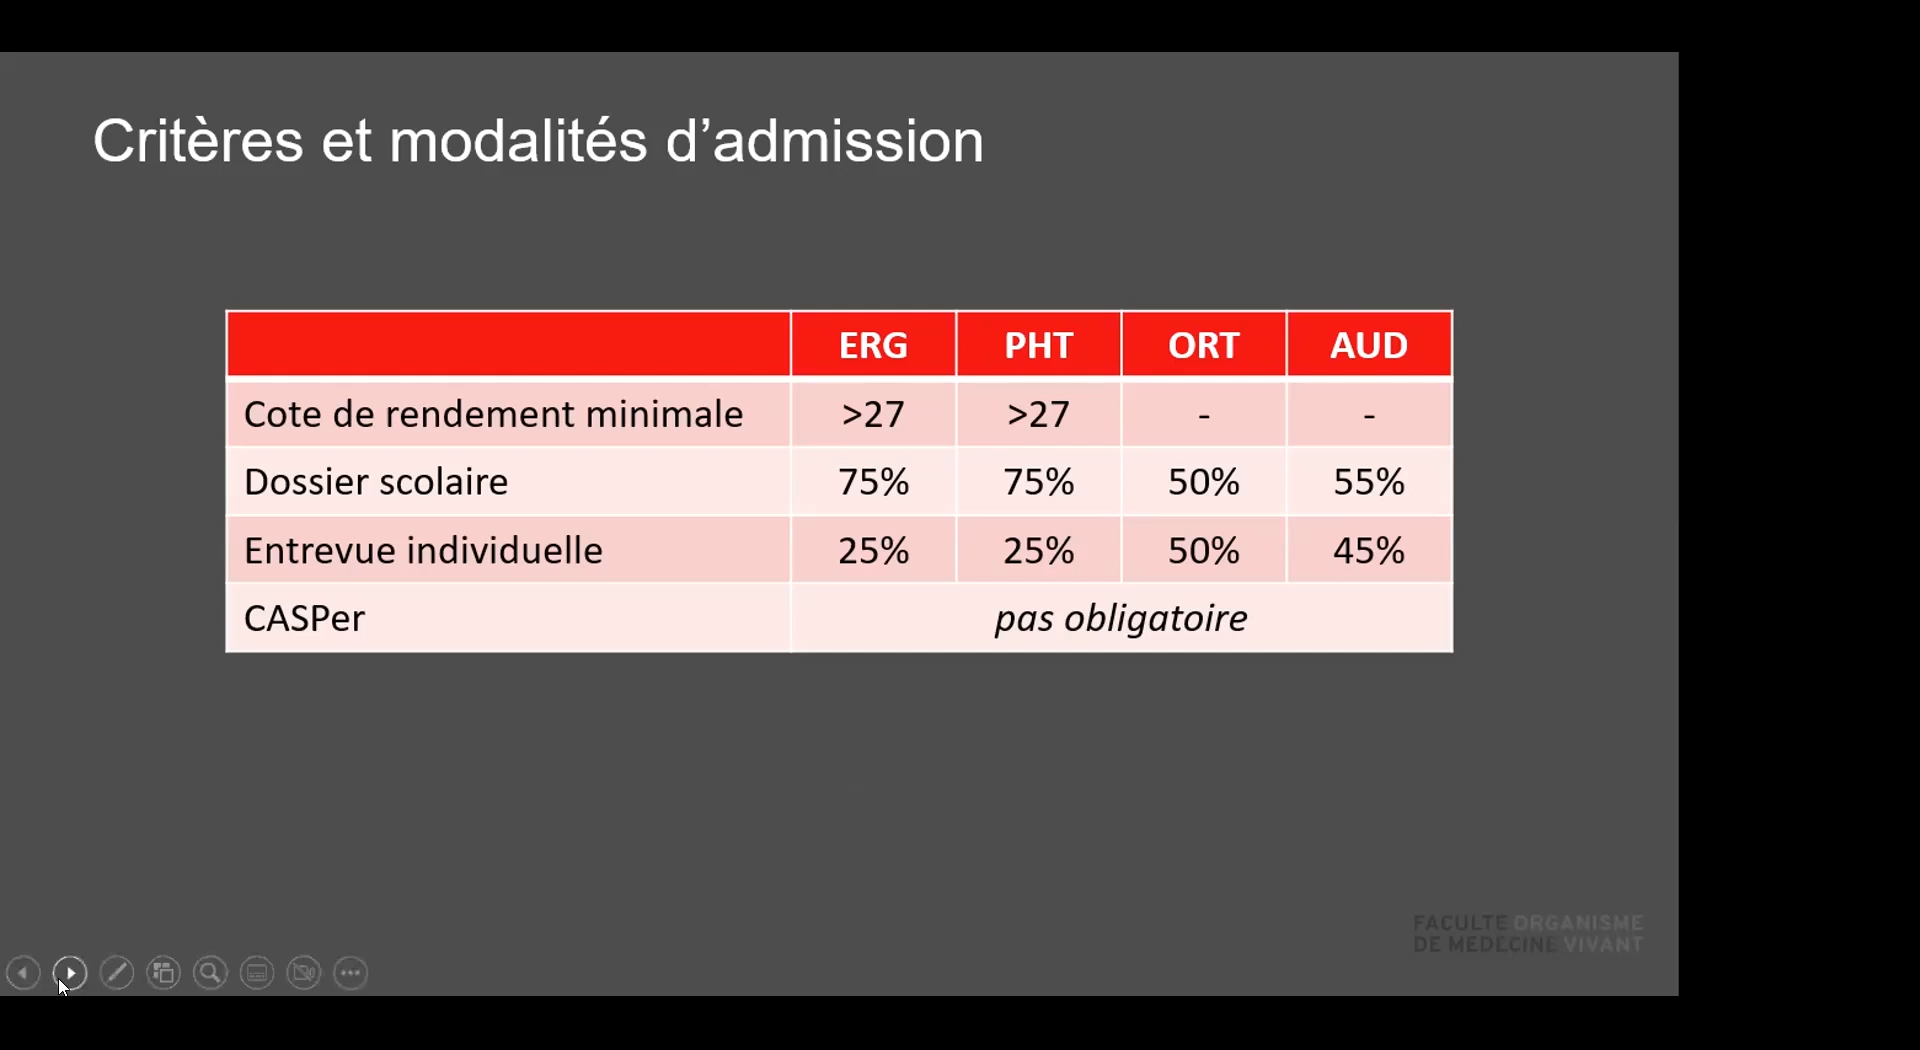 Critères et modalités d’admission
ERG PHT ORT AUD
Cote de rendement minimale >27 >27 - -
Dossier scolaire 75% 75% 50% 55%
Entrevue individuelle 25% 25% 50% 45%
CASPer pas obligatoire
FACULTE ORGANISME
DE MEDECINE VIVANT